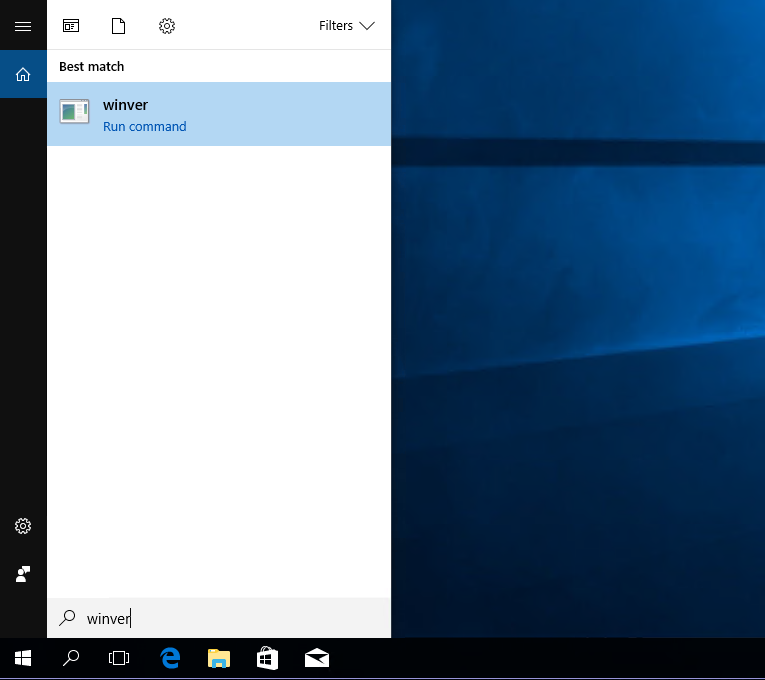 Filters
Best match
winver
Run command
winver